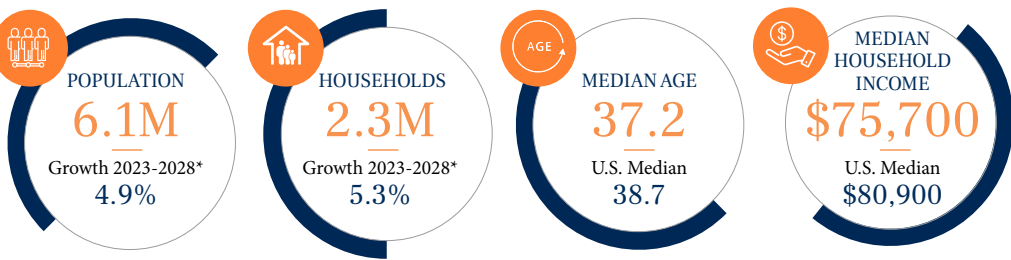 POPULATION
6.1M
Growth 2023-2028*
4.9%
HOUSEHOLDS
2.3M
Growth 2023-2028*
5.3%
AGE
MEDIAN AGE
37.2
U.S. Median
38.7
$
MEDIAN
HOUSEHOLD
INCOME
$75,700
U.S. Median
$80,900